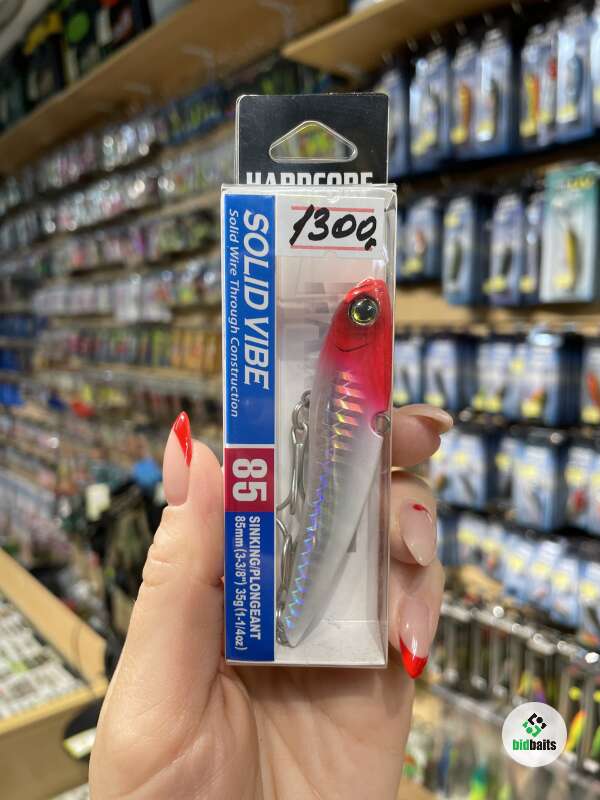 HARDCORE
1300,
SOLID VIBE
Solid Wire Through Construction
85
SINKING/PLONGEANT
85mm(3-3/8") 35g(1-1/4oz)
bidbaits